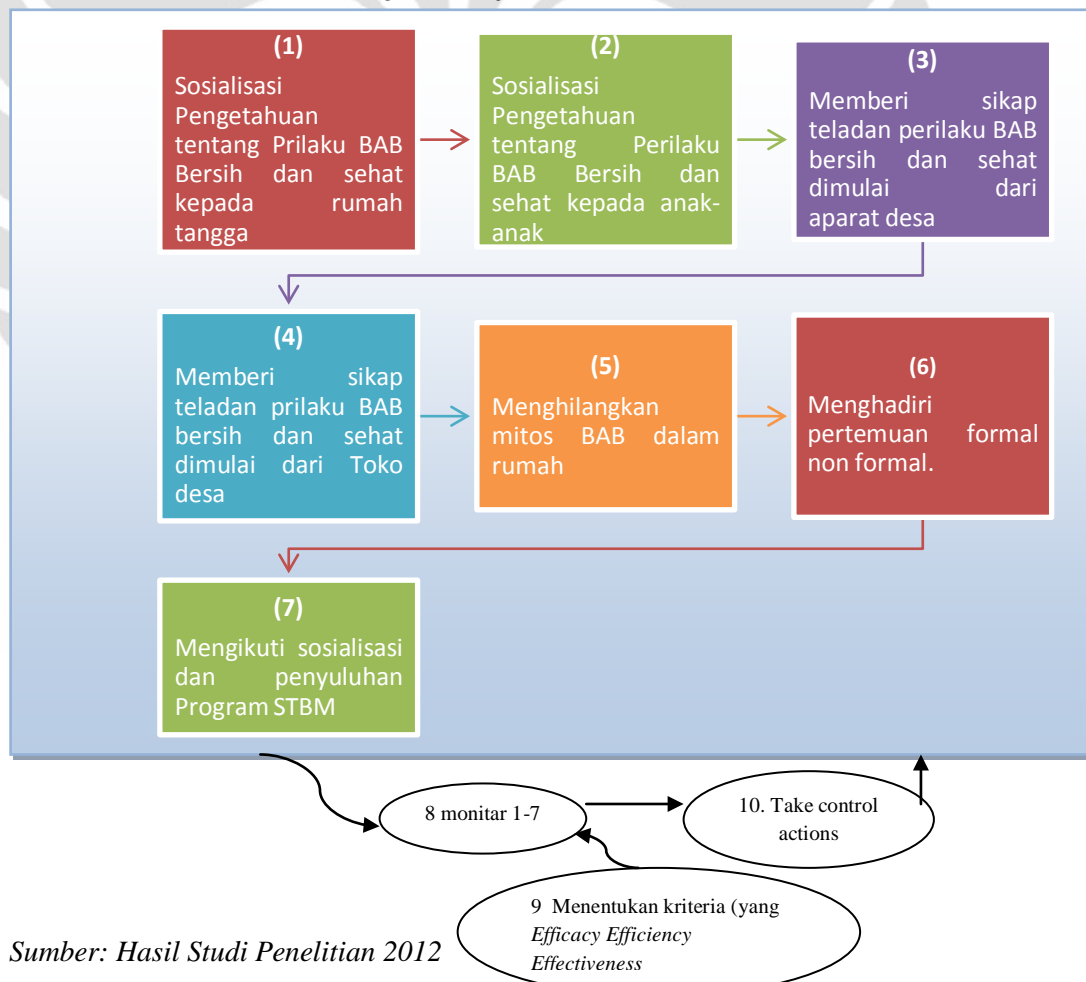 (1)
Sosialisasi
Pengetahuan
tentang Prilaku BAB
Bersih dan sehat
kepada rumah
tangga
(2)
Sosialisasi
Pengetahuan
tentang Perilaku
BAB Bersih dan
sehat kepada anak-
anak
(3)
Memberi sikap
teladan perilaku BAB
bersih dan sehat
dimulai dari
aparat desa
(4)
Memberi sikap
teladan prilaku BAB
bersih dan sehat
dimulai dari Toko
desa
(5)
Menghilangkan
mitos BAB dalam
rumah
(6)
Menghadiri
pertemuan formal
non formal.
(7)
Mengikuti sosialisasi
dan penyuluhan
Program STBM
8 monitar 1-7
10. Take control
actions
9 Menentukan kriteria (yang
Efficacy Efficiency
Effectiveness
Sumber: Hasil Studi Penelitian 2012